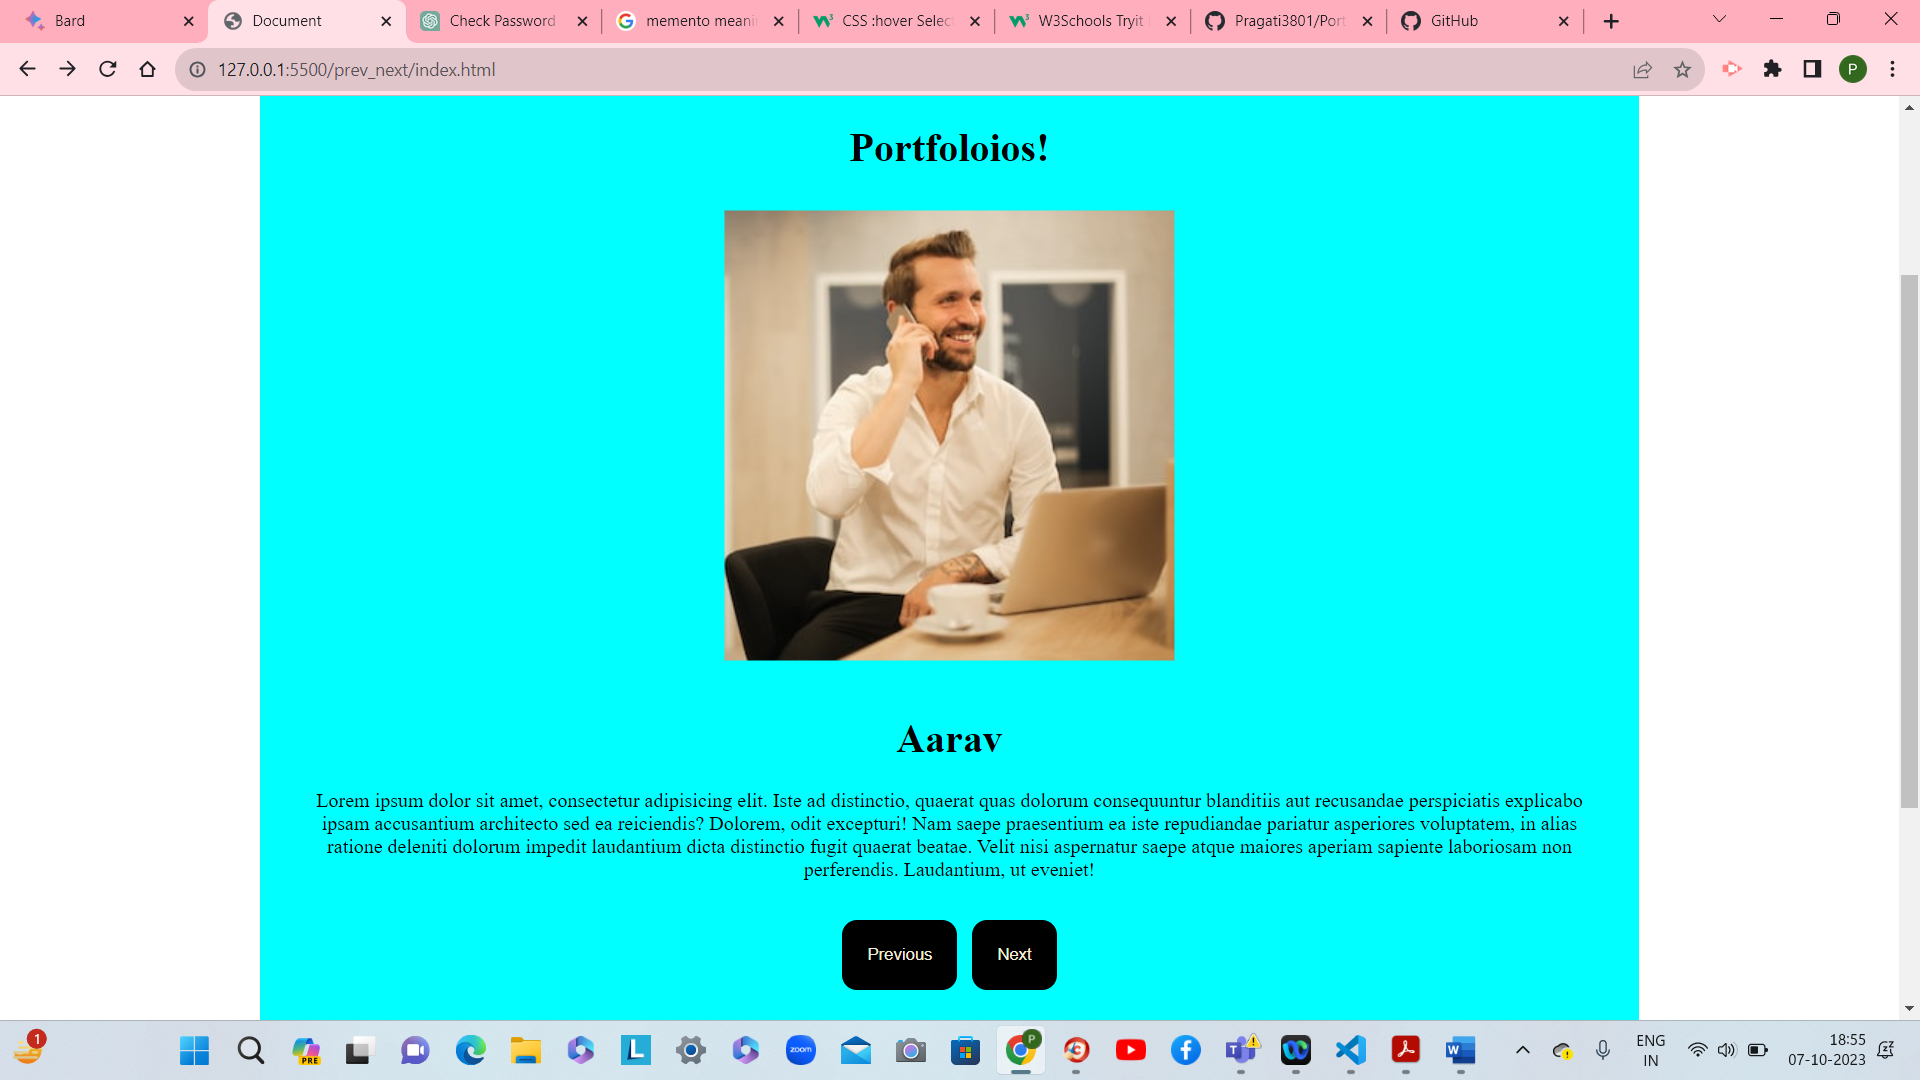 Bard
Document
Check Password
memento meani
CSS :hover Select
W3Schools Tryit
Pragati3801/Port
GitHub
127.0.0.1:5500/prev_next/index.html
P
Portfoloios!
Aarav
Lorem ipsum dolor sit amet, consectetur adipisicing elit. Iste ad distinctio, quaerat quas dolorum consequuntur blanditiis aut recusandae perspiciatis explicabo
ipsam accusantium architecto sed ea reiciendis? Dolorem, odit excepturi! Nam saepe praesentium ea iste repudiandae pariatur asperiores voluptatem, in alias
ratione deleniti dolorum impedit laudantium dicta distinctio fugit quaerat beatae. Velit nisi aspernatur saepe atque maiores aperiam sapiente laboriosam non
perferendis. Laudantium, ut eveniet!
Previous
Next
1
PRE
L
zoom
P
T
W
ENG
IN
18:55
07-10-2023